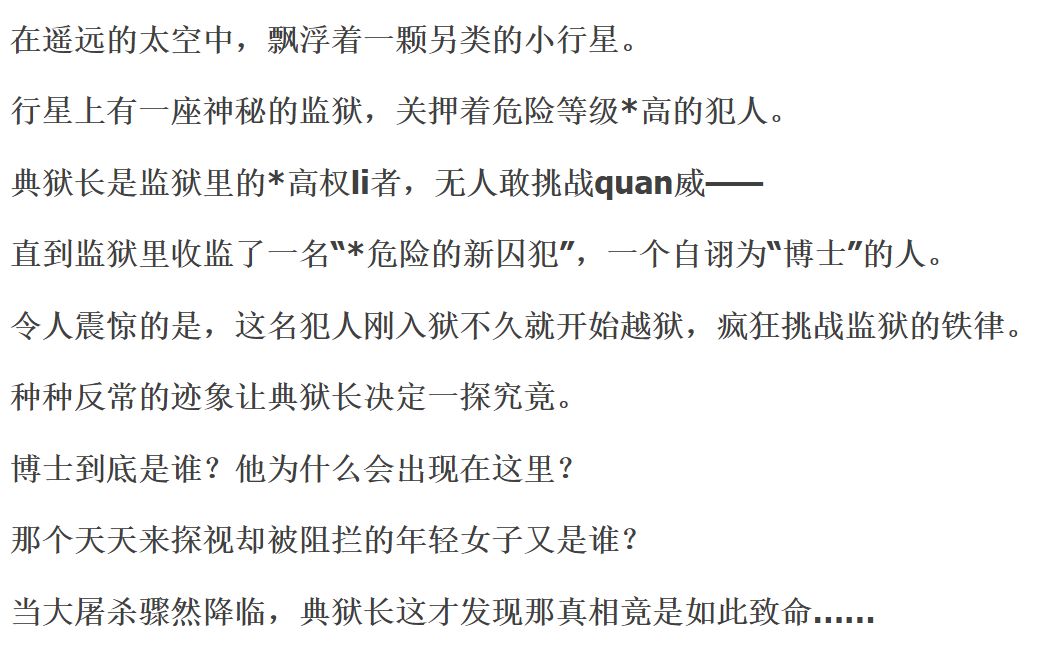 在遥远的太空中，飘浮着一颗另类的小行星。
行星上有一座神秘的监狱，关押着危险等级*高的犯人。
典狱长是监狱里的*高权li者，无人敢挑战quan威——
直到监狱里收监了一名“*危险的新囚犯”，一个自诩为“博士”的人。
令人震惊的是，这名犯人刚入狱不久就开始越狱，疯狂挑战监狱的铁律。
种种反常的迹象让典狱长决定一探究竟。
博士到底是谁？他为什么会出现在这里？
那个天天来探视却被阻拦的年轻女子又是谁？
当大屠杀骤然降临，典狱长这才发现那真相竟是如此致命……